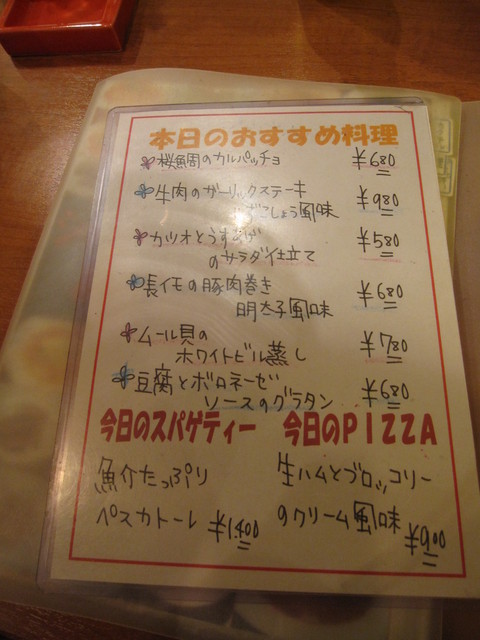 本日のおすすめ料理
桜鯛のカルパッチョ ¥680
牛肉のガーリックステーキ ¥980
こしょう風味
カツオとうすあげ ¥580
のサラダ仕立て
長イモの豚肉巻き ¥680
明太子風味
ムール貝の ¥780
ホワイトビル蒸し
豆腐とボロネーゼ ¥680
ソースのグラタン
今日のスパゲティー 今日のPIZZA
魚介たっぷり 生ハムとブロッコリー
ペスカトーレ ¥1.400 のクリーム風味 ¥900